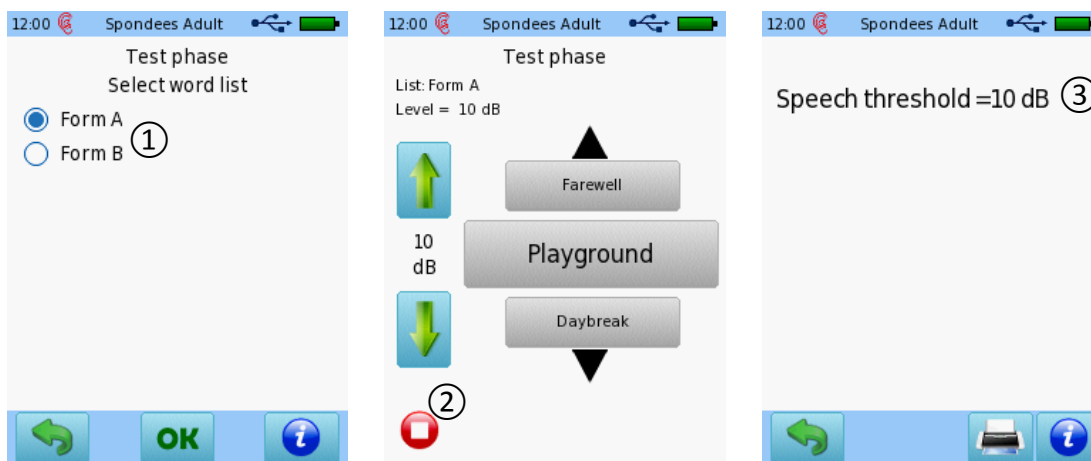 12:00 Spondees Adult
Test phase
Select word list
Form A
Form B
①
OK
i
12:00 Spondees Adult
Test phase
List: Form A
Level = 10 dB
Farewell
10
dB
Playground
Daybreak
②
12:00 Spondees Adult
Speech threshold =10 dB ③
i